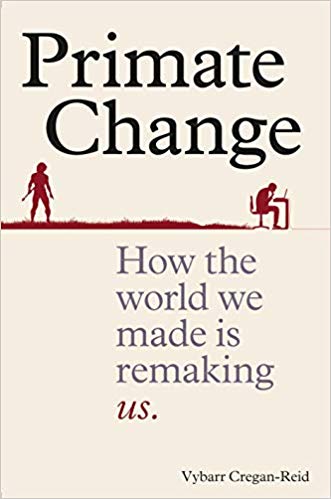 Primate
Change
How the
world we
made is
remaking
us.
Vybarr Cregan-Reid